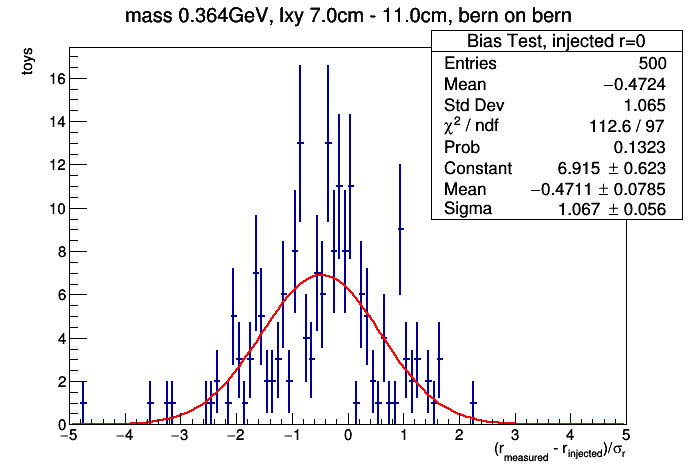 mass 0.364GeV, lxy 7.0cm - 11.0cm, bern on bern
Bias Test, injected r=0
Entries 500
Mean −0.4724
Std Dev 1.065
χ² / ndf 112.6 / 97
Prob 0.1323
Constant 6.915 ± 0.623
Mean −0.4711 ± 0.0785
Sigma 1.067 ± 0.056
toys
16
14
12
10
8
6
4
2
0
−5 −4 −3 −2 −1 0 1 2 3 4 5
(r_measured - r_injected)/σ_r